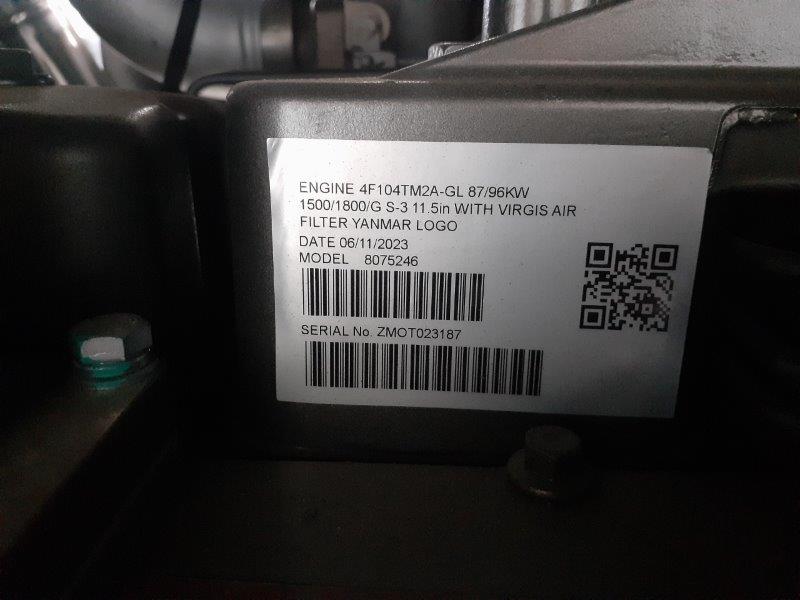 ENGINE 4F104TM2A-GL 87/96KW
1500/1800/G S-3 11.5in WITH VIRGIS AIR
FILTER YANMAR LOGO
DATE 06/11/2023
MODEL 8075246
SERIAL No. ZMOT023187